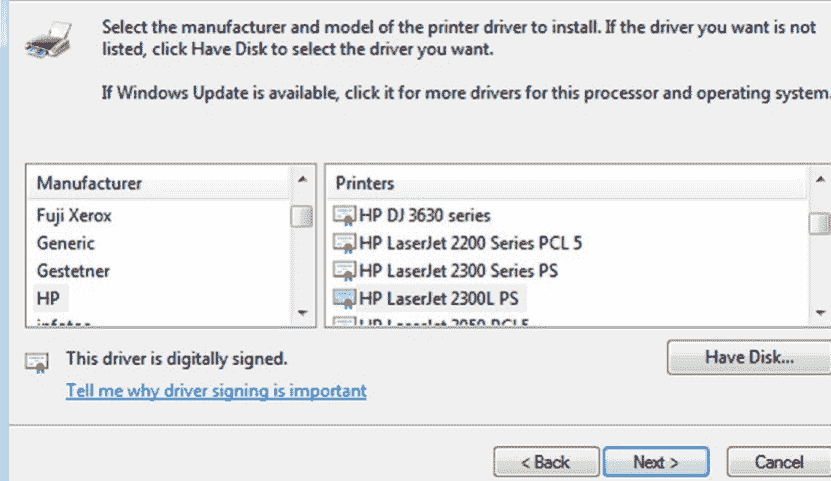 Select the manufacturer and model of the printer driver to install. If the driver you want is not
listed, click Have Disk to select the driver you want.
If Windows Update is available, click it for more drivers for this processor and operating system.
Manufacturer
Fuji Xerox
Generic
Gestetner
HP
Printers
HP DJ 3630 series
HP LaserJet 2200 Series PCL 5
HP LaserJet 2300 Series PS
HP LaserJet 2300L PS
This driver is digitally signed.
Tell me why driver signing is important
Have Disk...
< Back
Next >
Cancel